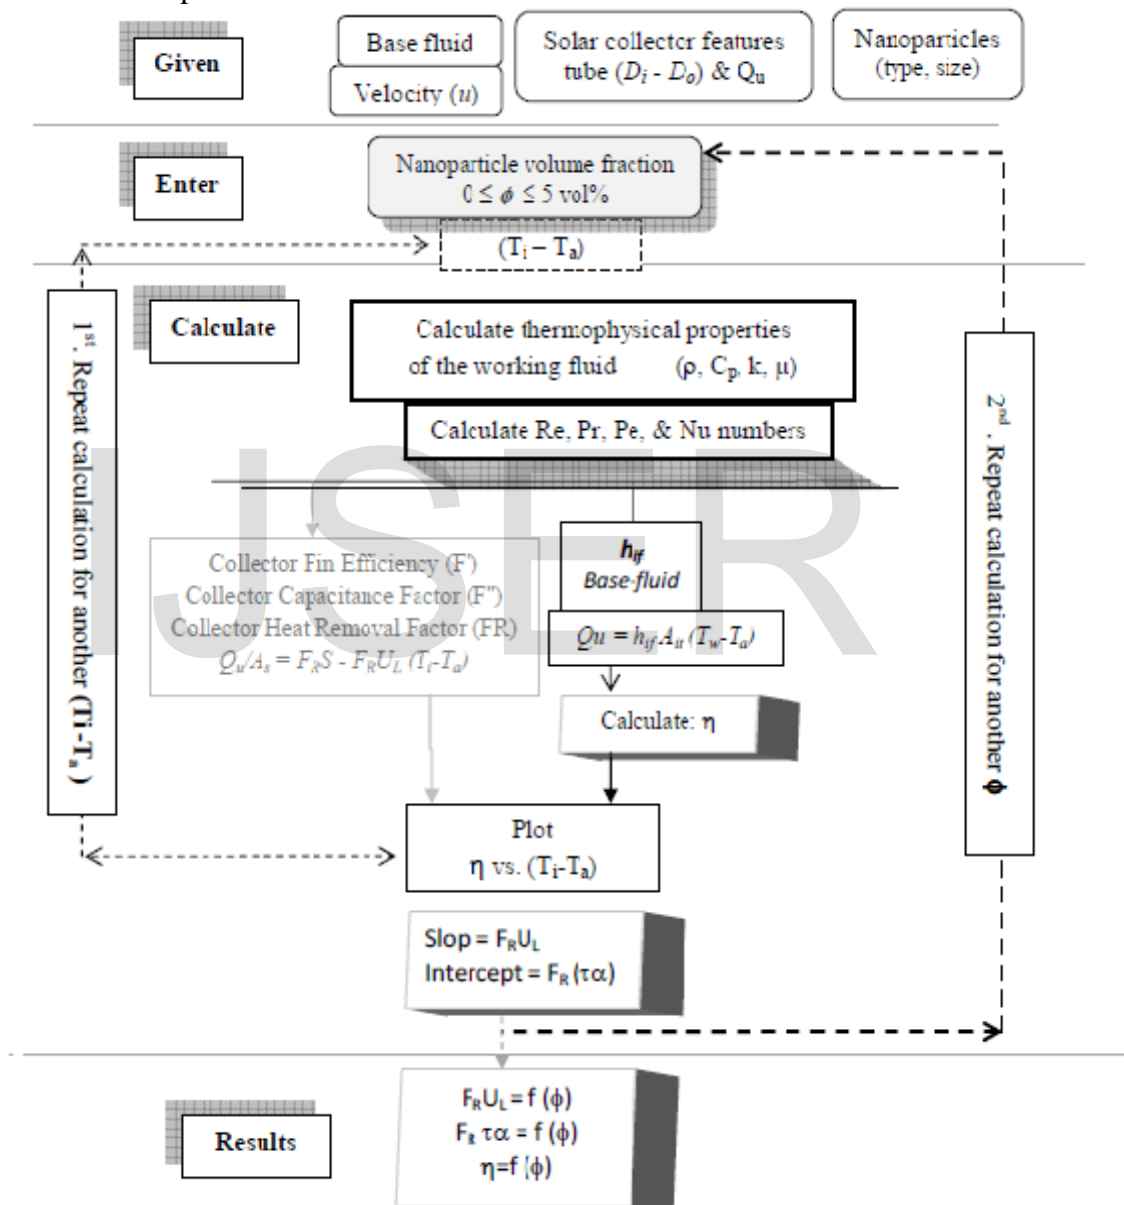 Given
Base fluid
Velocity (u)
Solar collector features
tube (Di - Do) & Qu
Nanoparticles
(type, size)
Enter
Nanoparticle volume fraction
0 ≤ ϕ ≤ 5 vol%
(Ti – Ta)
Calculate
Calculate thermophysical properties
of the working fluid (ρ, Cp, k, μ)
Calculate Re, Pr, Pe, & Nu numbers
1st. Repeat calculation for another (Ti -Ta )
2nd . Repeat calculation for another ϕ
IJSER
Collector Fin Efficiency (F')
Collector Capacitance Factor (F")
Collector Heat Removal Factor (FR)
Qu/As = FRS - FRUL (Ti-Ta)
hif
Base-fluid
Qu = hif Au (Tw-Ta)
Calculate: η
Plot
η vs. (Ti-Ta)
Slop = FRUL
Intercept = FR (τα)
Results
FRUL = f (ϕ)
FR τα = f (ϕ)
η=f (ϕ)